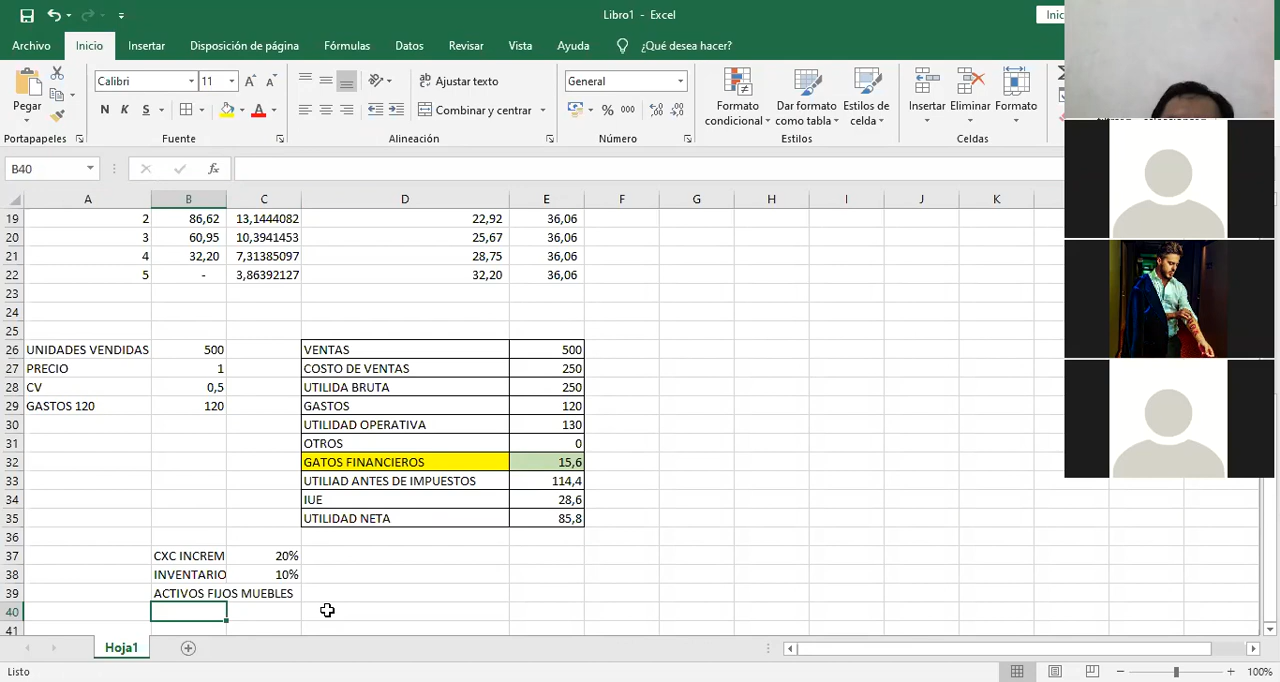 Libro1 - Excel
Inic
Archivo Inicio Insertar Disposición de página Fórmulas Datos Revisar Vista Ayuda ¿Qué desea hacer?
Pegar
Calibri 11 A A
N K S A
Ajustar texto
Combinar y centrar
General
% 000
Formato condicional
Dar formato como tabla
Estilos de celda
Insertar Eliminar Formato
Portapapeles Fuente Alineación Número Estilos Celdas
B40 fx
A B C D E F G H I J K
19 2 86,62 13,1444082 22,92 36,06
20 3 60,95 10,3941453 25,67 36,06
21 4 32,20 7,31385097 28,75 36,06
22 5 - 3,86392127 32,20 36,06
23
24
25
26 UNIDADES VENDIDAS 500 VENTAS 500
27 PRECIO 1 COSTO DE VENTAS 250
28 CV 0,5 UTILIDA BRUTA 250
29 GASTOS 120 120 GASTOS 120
30 UTILIDAD OPERATIVA 130
31 OTROS 0
32 GATOS FINANCIEROS 15,6
33 UTILIAD ANTES DE IMPUESTOS 114,4
34 IUE 28,6
35 UTILIDAD NETA 85,8
36
37 CXC INCREM 20%
38 INVENTARIO 10%
39 ACTIVOS FIJOS MUEBLES
40
41
Hoja1
Listo 100%